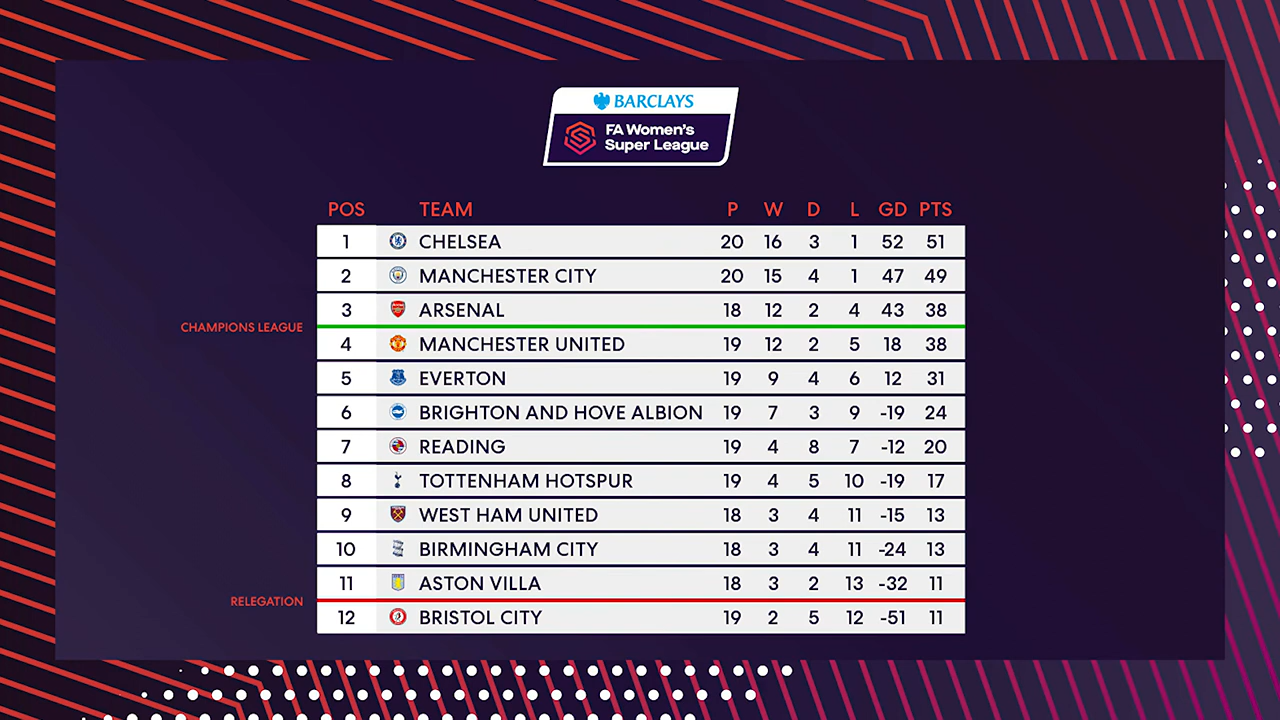 BARCLAYS
FA Women's
Super League
POS TEAM P W D L GD PTS
1 CHELSEA 20 16 3 1 52 51
2 MANCHESTER CITY 20 15 4 1 47 49
3 ARSENAL 18 12 2 4 43 38
CHAMPIONS LEAGUE
4 MANCHESTER UNITED 19 12 2 5 18 38
5 EVERTON 19 9 4 6 12 31
6 BRIGHTON AND HOVE ALBION 19 7 3 9 -19 24
7 READING 19 4 8 7 -12 20
8 TOTTENHAM HOTSPUR 19 4 5 10 -19 17
9 WEST HAM UNITED 18 3 4 11 -15 13
10 BIRMINGHAM CITY 18 3 4 11 -24 13
11 ASTON VILLA 18 3 2 13 -32 11
RELEGATION
12 BRISTOL CITY 19 2 5 12 -51 11